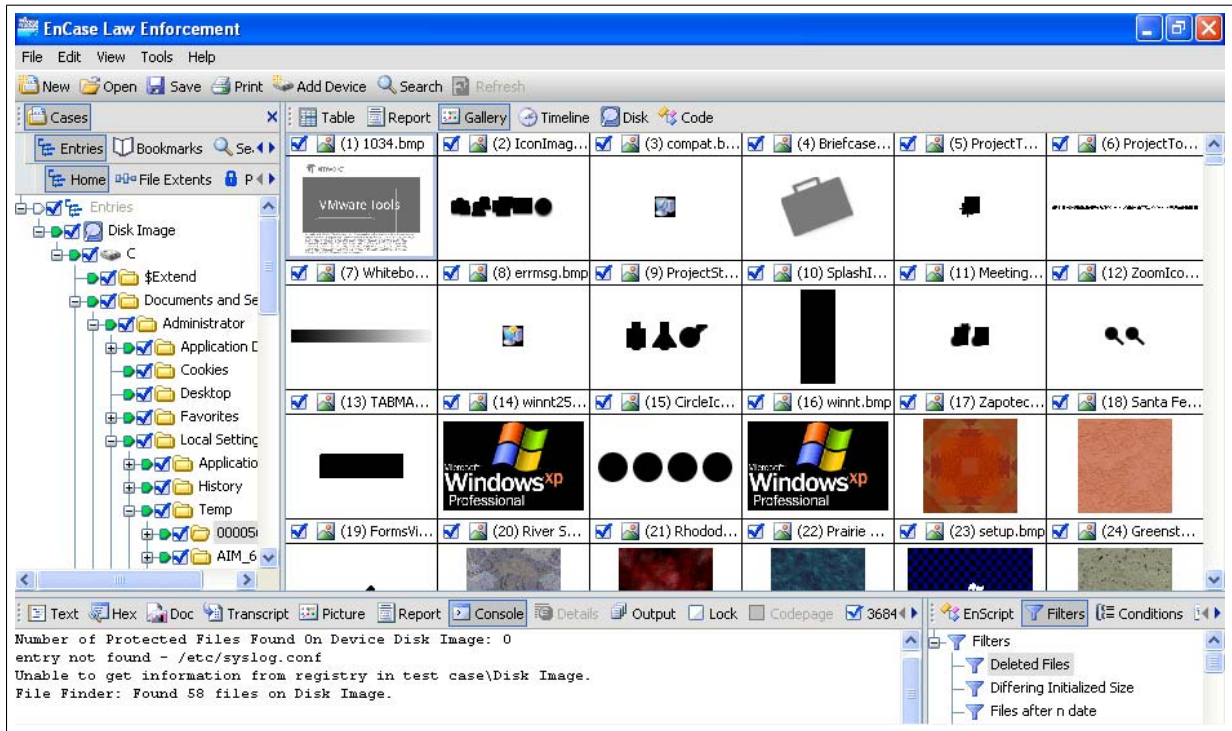 EnCase Law Enforcement
File Edit View Tools Help
New Open Save Print Add Device Search Refresh
Cases
Table Report Gallery Timeline Disk Code
Entries Bookmarks Se
Home File Extents P
Entries
Disk Image
C
$Extend
Documents and Se
Administrator
Application D
Cookies
Desktop
Favorites
Local Setting
Applicatio
History
Temp
00005
AIM_6
(1) 1034.bmp (2) IconImag... (3) compat.b... (4) Briefcase... (5) ProjectT... (6) ProjectTo...
vmware
VMware Tools
(7) Whitebo... (8) errmsg.bmp (9) ProjectSt... (10) SplashI... (11) Meeting... (12) ZoomIco...
(13) TABMA... (14) winnt25... (15) CircleIc... (16) winnt.bmp (17) Zapotec... (18) Santa Fe...
Microsoft
Windows xp
Professional
Microsoft
Windows xp
Professional
(19) FormsVi... (20) River S... (21) Rhodod... (22) Prairie ... (23) setup.bmp (24) Greenst...
Text Hex Doc Transcript Picture Report Console Details Output Lock Codepage 3684
EnScript Filters Conditions
Number of Protected Files Found On Device Disk Image: 0
entry not found - /etc/syslog.conf
Unable to get information from registry in test case\Disk Image.
File Finder: Found 58 files on Disk Image.
Filters
Deleted Files
Differing Initialized Size
Files after n date